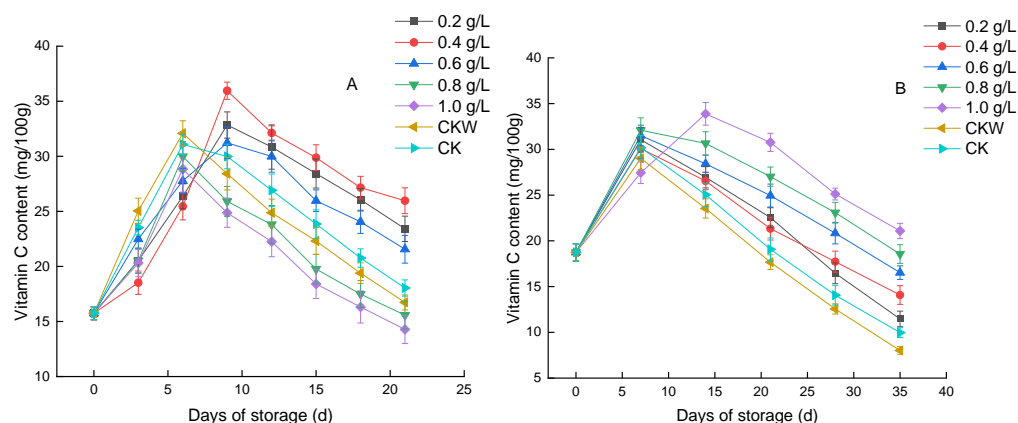 0.2 g/L
0.4 g/L
0.6 g/L
0.8 g/L
1.0 g/L
CKW
CK
A
Vitamin C content (mg/100g)
40
35
30
25
20
15
10
0 5 10 15 20 25
Days of storage (d)
0.2 g/L
0.4 g/L
0.6 g/L
0.8 g/L
1.0 g/L
CKW
CK
B
Vitamin C content (mg/100g)
40
35
30
25
20
15
10
5
0 5 10 15 20 25 30 35 40
Days of storage (d)